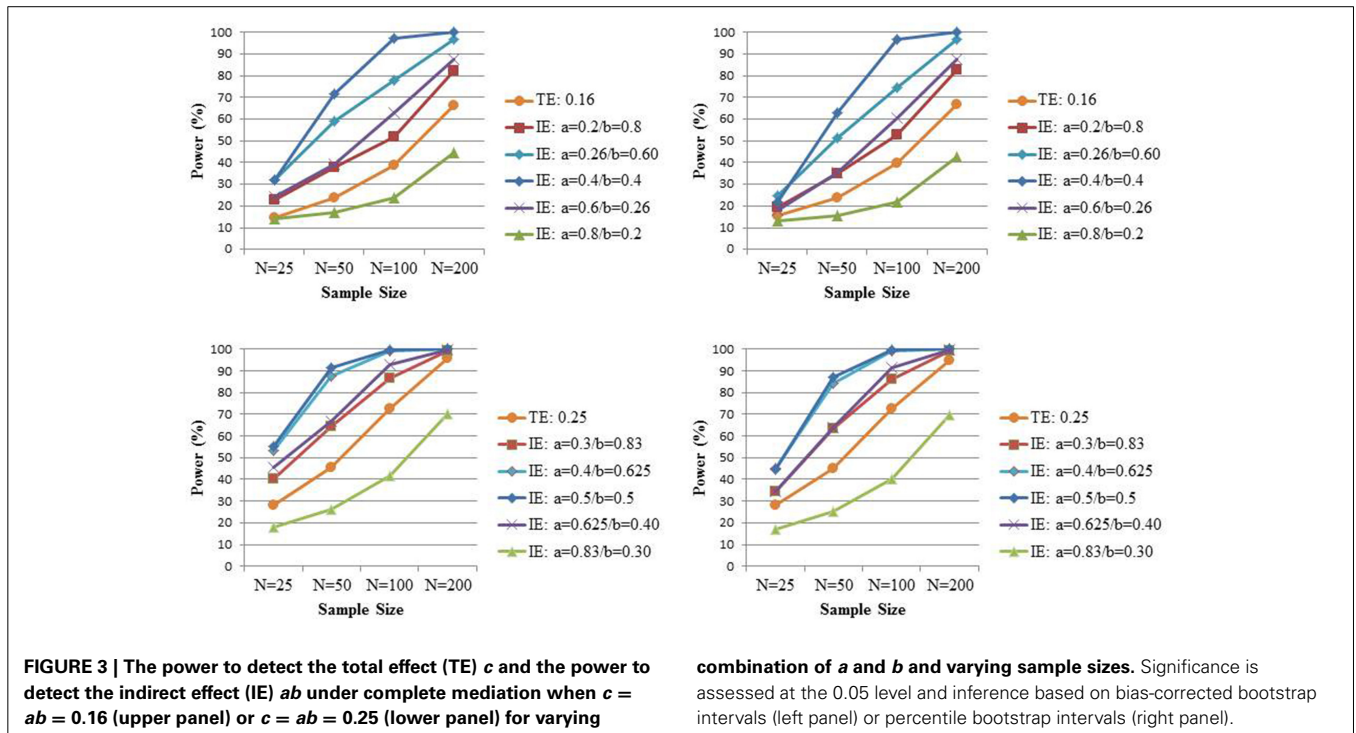 100
90
80
70
60
50
40
30
20
10
0
Power (%)
N=25 N=50 N=100 N=200
Sample Size
TE: 0.16
IE: a=0.2/b=0.8
IE: a=0.26/b=0.60
IE: a=0.4/b=0.4
IE: a=0.6/b=0.26
IE: a=0.8/b=0.2
100
90
80
70
60
50
40
30
20
10
0
Power (%)
N=25 N=50 N=100 N=200
Sample Size
TE: 0.16
IE: a=0.2/b=0.8
IE: a=0.26/b=0.60
IE: a=0.4/b=0.4
IE: a=0.6/b=0.26
IE: a=0.8/b=0.2
100
90
80
70
60
50
40
30
20
10
0
Power (%)
N=25 N=50 N=100 N=200
Sample Size
TE: 0.25
IE: a=0.3/b=0.83
IE: a=0.4/b=0.625
IE: a=0.5/b=0.5
IE: a=0.625/b=0.40
IE: a=0.83/b=0.30
100
90
80
70
60
50
40
30
20
10
0
Power (%)
N=25 N=50 N=100 N=200
Sample Size
TE: 0.25
IE: a=0.3/b=0.83
IE: a=0.4/b=0.625
IE: a=0.5/b=0.5
IE: a=0.625/b=0.40
IE: a=0.83/b=0.30
FIGURE 3 | The power to detect the total effect (TE) c and the power to
detect the indirect effect (IE) ab under complete mediation when c =
ab = 0.16 (upper panel) or c = ab = 0.25 (lower panel) for varying
combination of a and b and varying sample sizes. Significance is
assessed at the 0.05 level and inference based on bias-corrected bootstrap
intervals (left panel) or percentile bootstrap intervals (right panel).